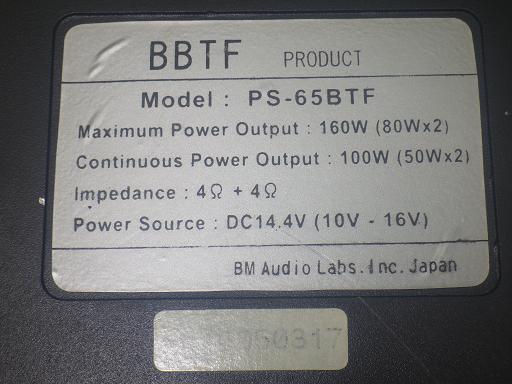 BBTF PRODUCT
Model : PS-65BTF
Maximum Power Output : 160W (80Wx2)
Continuous Power Output : 100W (50Wx2)
Impedance : 4Ω + 4Ω
Power Source : DC14.4V (10V - 16V)
BM Audio Labs. Inc. Japan